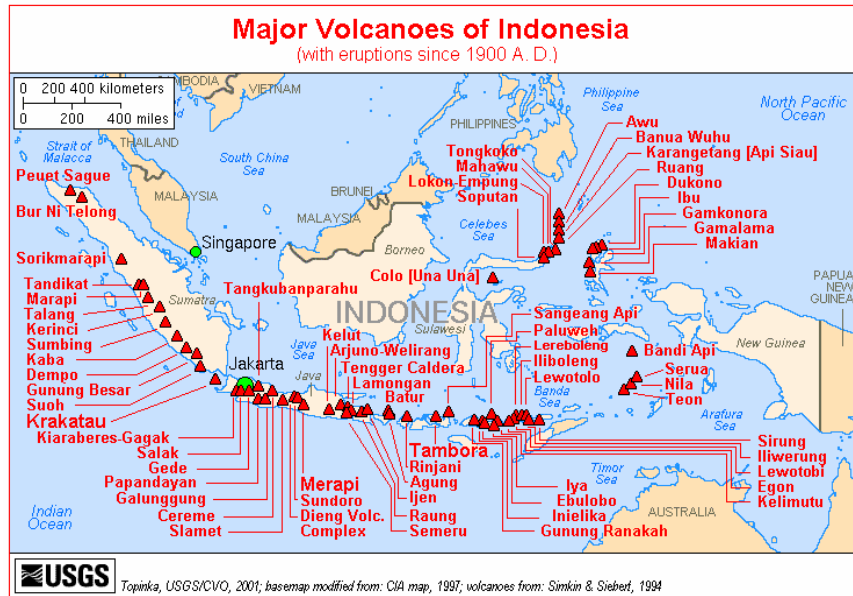 Major Volcanoes of Indonesia
(with eruptions since 1900 A. D.)
0 200 400 kilometers
0 200 400 miles
CAMBODIA
VIETNAM
THAILAND
Strait of
Malacca
South China
Sea
MALAYSIA
BRUNEI
MALAYSIA
PHILIPPINES
Philippine
Sea
North Pacific
Ocean
Celebes
Sea
Borneo
Singapore
Sumatra
INDONESIA
Sulawesi
Java
Sea
Jakarta
Java
Banda
Sea
New Guinea
PAPUA
NEW
GUINEA
Timor
Sea
Arafura
Sea
AUSTRALIA
Indian
Ocean
Peuet Sague
Bur Ni Telong
Sorikmarapi
Tandikat
Marapi
Talang
Kerinci
Sumbing
Kaba
Dempo
Gunung Besar
Suoh
Krakatau
Kiaraberes-Gagak
Salak
Gede
Papandayan
Galunggung
Cereme
Slamet
Tangkubanparahu
Merapi
Sundoro
Dieng Volc.
Complex
Kelut
Arjuno-Welirang
Tengger Caldera
Lamongan
Batur
Tambora
Rinjani
Agung
Ijen
Raung
Semeru
Tongkoko
Mahawu
Lokon Empung
Soputan
Colo [Una Una]
Awu
Banua Wuhu
Karangetang [Api Siau]
Ruang
Dukono
Ibu
Gamkonora
Gamalama
Makian
Sangeang Api
Paluweh
Lereboleng
Iliboleng
Lewotolo
Bandi Api
Serua
Nila
Teon
Sirung
Iliwerung
Lewotobi
Egon
Kelimutu
Iya
Ebulobo
Inielika
Gunung Ranakah
USGS
Topinka, USGS/CVO, 2001; basemap modified from: CIA map, 1997; volcanoes from: Simkin & Siebert, 1994